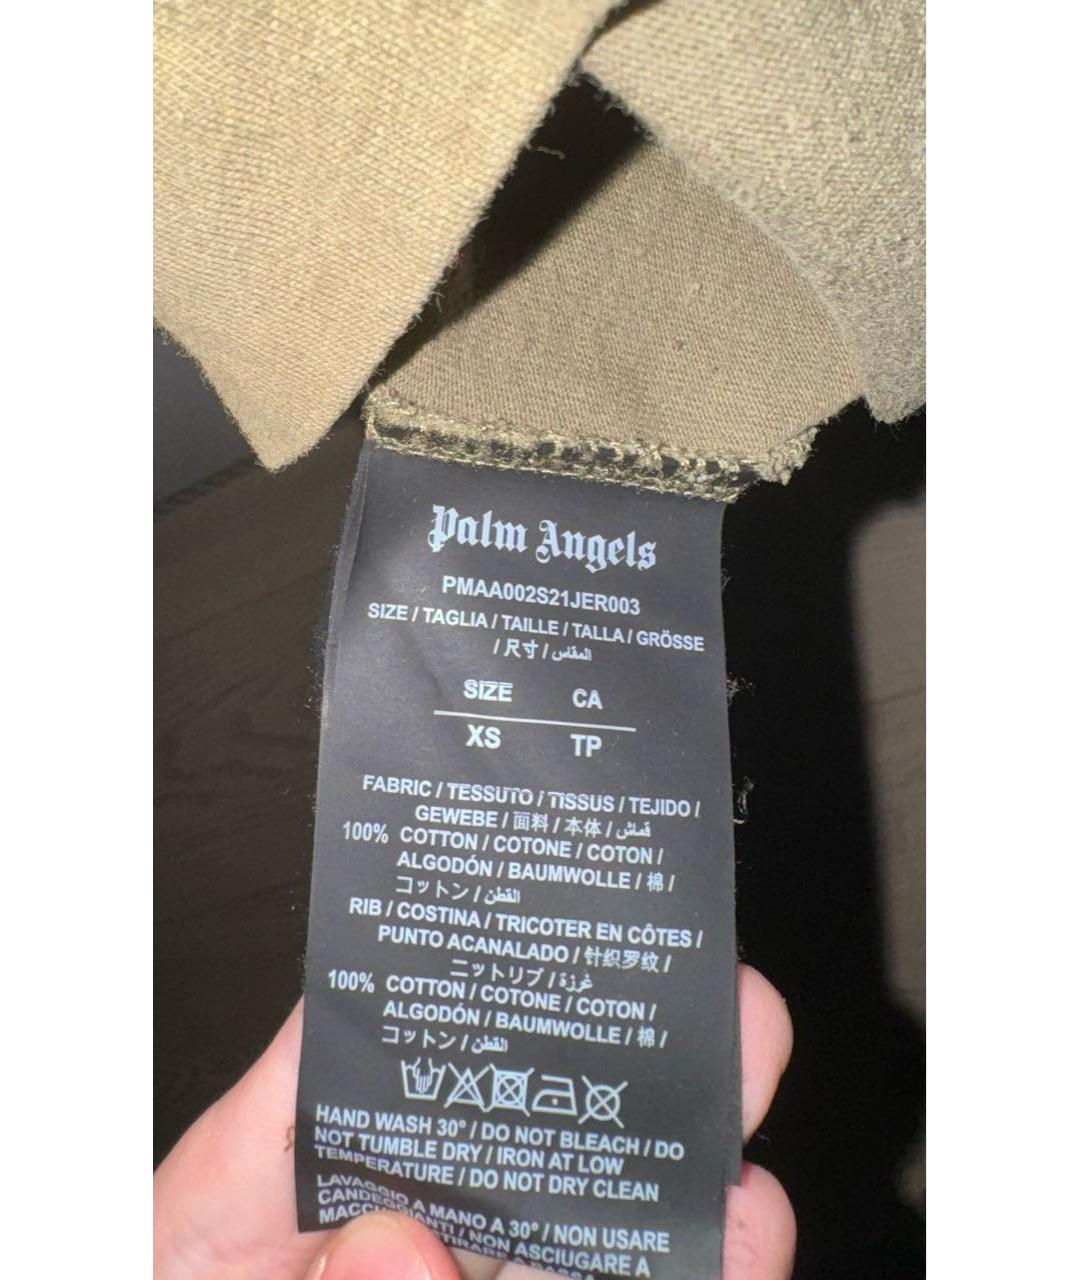 Palm Angels
PMAA002S21JER003
SIZE / TAGLIA / TAILLE / TALLA / GRÖSSE
/ 尺寸 / المقاس
SIZE CA
XS TP
FABRIC / TESSUTO / TISSUS / TEJIDO /
GEWEBE / 面料 / 本体 / قماش
100% COTTON / COTONE / COTON /
ALGODÓN / BAUMWOLLE / 棉 /
コットン / القطن
RIB / COSTINA / TRICOTER EN CÔTES /
PUNTO ACANALADO / 针织罗纹 /
ニットリブ / غرزة
100% COTTON / COTONE / COTON /
ALGODÓN / BAUMWOLLE / 棉 /
コットン / القطن
HAND WASH 30° / DO NOT BLEACH / DO
NOT TUMBLE DRY / IRON AT LOW
TEMPERATURE / DO NOT DRY CLEAN
LAVAGGIO A MANO A 30° / NON USARE
CANDEGGIANTI / NON ASCIUGARE A